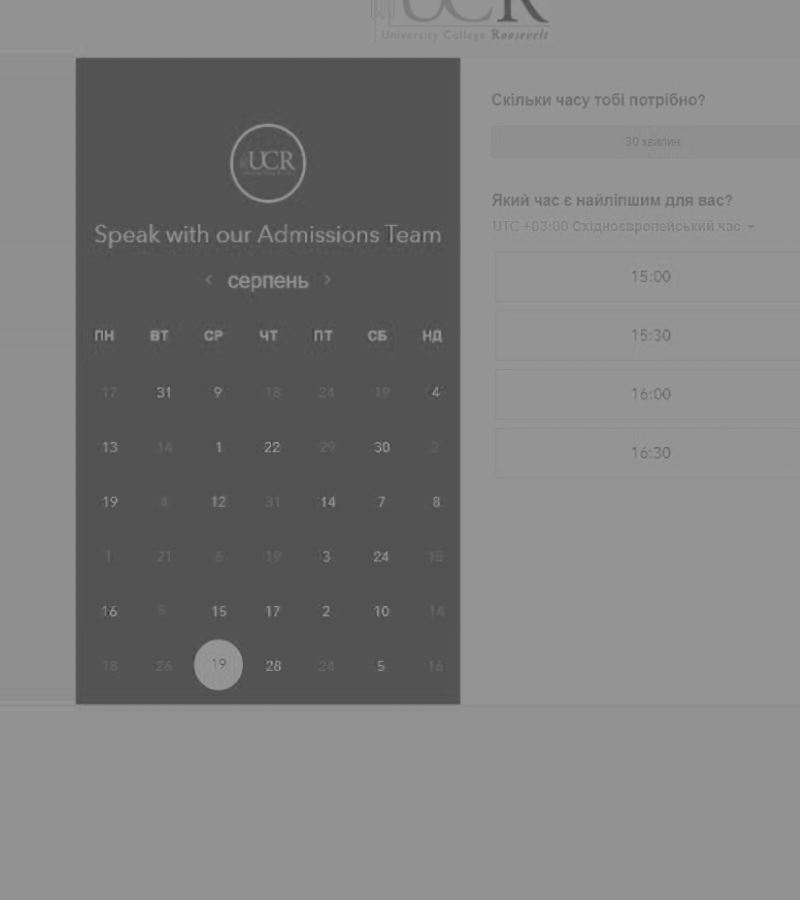 UCR
University College Roosevelt
UCR
Speak with our Admissions Team
< серпень >
ПН ВТ СР ЧТ ПТ СБ НД
17 31 9 18 24 19 4
13 14 1 22 29 30 2
19 4 12 31 14 7 8
1 21 6 19 3 24 15
16 5 15 17 2 10 14
18 26 19 28 24 5 16
Скільки часу тобі потрібно?
30 хвилин
Який час є найліпшим для вас?
UTC +03:00 Східноєвропейський час
15:00
15:30
16:00
16:30